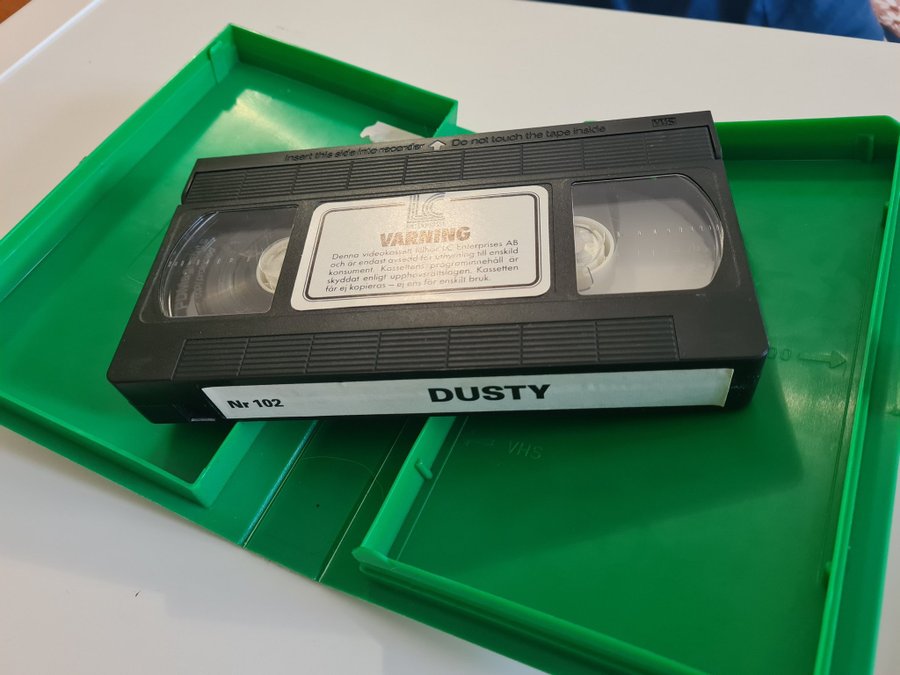 Insert this side into recorder ⇧ Do not touch the tape inside
VHS
LC
VARNING
Denna videokassett tillhör LC Enterprises AB
och är endast avsedd för uthyrning till enskild
konsument. Kassettens programinnehåll är
skyddat enligt upphovsrättslagen. Kassetten
får ej kopieras – ej ens för enskilt bruk.
Nr 102
DUSTY
VHS